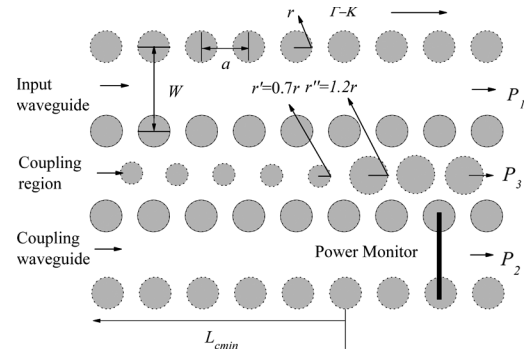 r
Γ-K
a
Input
waveguide
W
r'=0.7r
r''=1.2r
P1
Coupling
region
P3
Coupling
waveguide
Power Monitor
P2
Lcmin